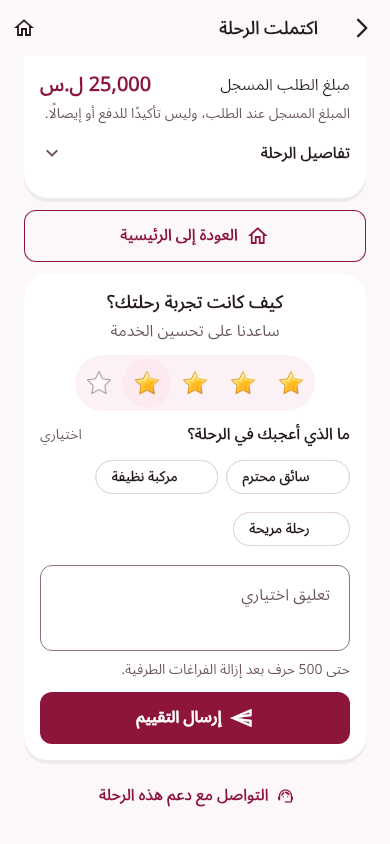 اكتملت الرحلة
مبلغ الطلب المسجل 25,000 ل.س
المبلغ المسجل عند الطلب، وليس تأكيدًا للدفع أو إيصالًا.
تفاصيل الرحلة
العودة إلى الرئيسية
كيف كانت تجربة رحلتك؟
ساعدنا على تحسين الخدمة
ما الذي أعجبك في الرحلة؟ اختياري
سائق محترم مركبة نظيفة
رحلة مريحة
تعليق اختياري
حتى 500 حرف بعد إزالة الفراغات الطرفية.
إرسال التقييم
التواصل مع دعم هذه الرحلة